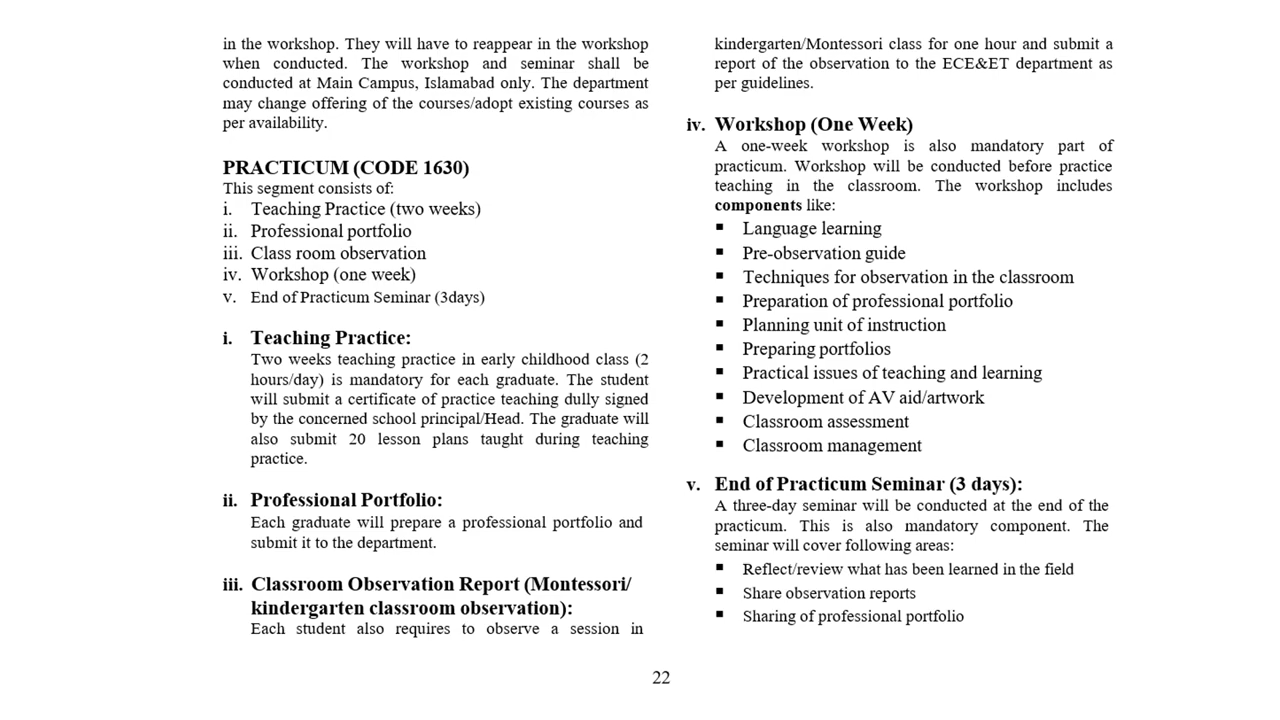 in the workshop. They will have to reappear in the workshop
when conducted. The workshop and seminar shall be
conducted at Main Campus, Islamabad only. The department
may change offering of the courses/adopt existing courses as
per availability.
PRACTICUM (CODE 1630)
This segment consists of:
i. Teaching Practice (two weeks)
ii. Professional portfolio
iii. Class room observation
iv. Workshop (one week)
v. End of Practicum Seminar (3days)
i. Teaching Practice:
Two weeks teaching practice in early childhood class (2
hours/day) is mandatory for each graduate. The student
will submit a certificate of practice teaching dully signed
by the concerned school principal/Head. The graduate will
also submit 20 lesson plans taught during teaching
practice.
ii. Professional Portfolio:
Each graduate will prepare a professional portfolio and
submit it to the department.
iii. Classroom Observation Report (Montessori/
kindergarten classroom observation):
Each student also requires to observe a session in
kindergarten/Montessori class for one hour and submit a
report of the observation to the ECE&ET department as
per guidelines.
iv. Workshop (One Week)
A one-week workshop is also mandatory part of
practicum. Workshop will be conducted before practice
teaching in the classroom. The workshop includes
components like:
▪ Language learning
▪ Pre-observation guide
▪ Techniques for observation in the classroom
▪ Preparation of professional portfolio
▪ Planning unit of instruction
▪ Preparing portfolios
▪ Practical issues of teaching and learning
▪ Development of AV aid/artwork
▪ Classroom assessment
▪ Classroom management
v. End of Practicum Seminar (3 days):
A three-day seminar will be conducted at the end of the
practicum. This is also mandatory component. The
seminar will cover following areas:
▪ Reflect/review what has been learned in the field
▪ Share observation reports
▪ Sharing of professional portfolio
22